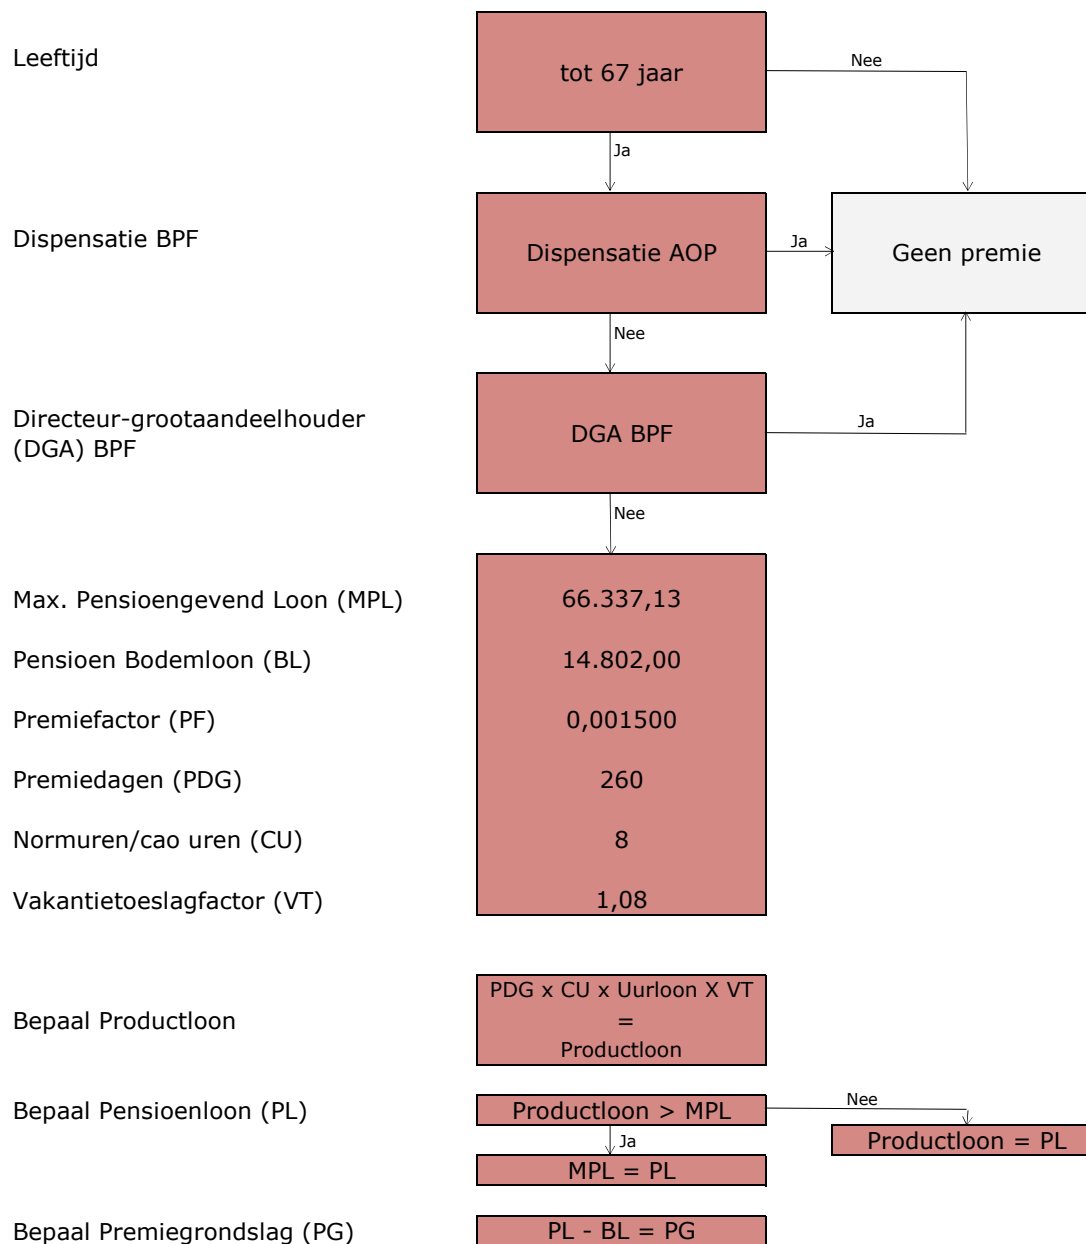 Leeftijd
tot 67 jaar
Nee
Ja
Dispensatie BPF
Dispensatie AOP
Ja
Geen premie
Nee
Directeur-grootaandeelhouder
(DGA) BPF
DGA BPF
Ja
Nee
Max. Pensioengevend Loon (MPL)
66.337,13
Pensioen Bodemloon (BL)
14.802,00
Premiefactor (PF)
0,001500
Premiedagen (PDG)
260
Normuren/cao uren (CU)
8
Vakantietoeslagfactor (VT)
1,08
Bepaal Productloon
PDG x CU x Uurloon X VT
=
Productloon
Bepaal Pensioenloon (PL)
Productloon > MPL
Nee
Productloon = PL
Ja
MPL = PL
Bepaal Premiegrondslag (PG)
PL - BL = PG